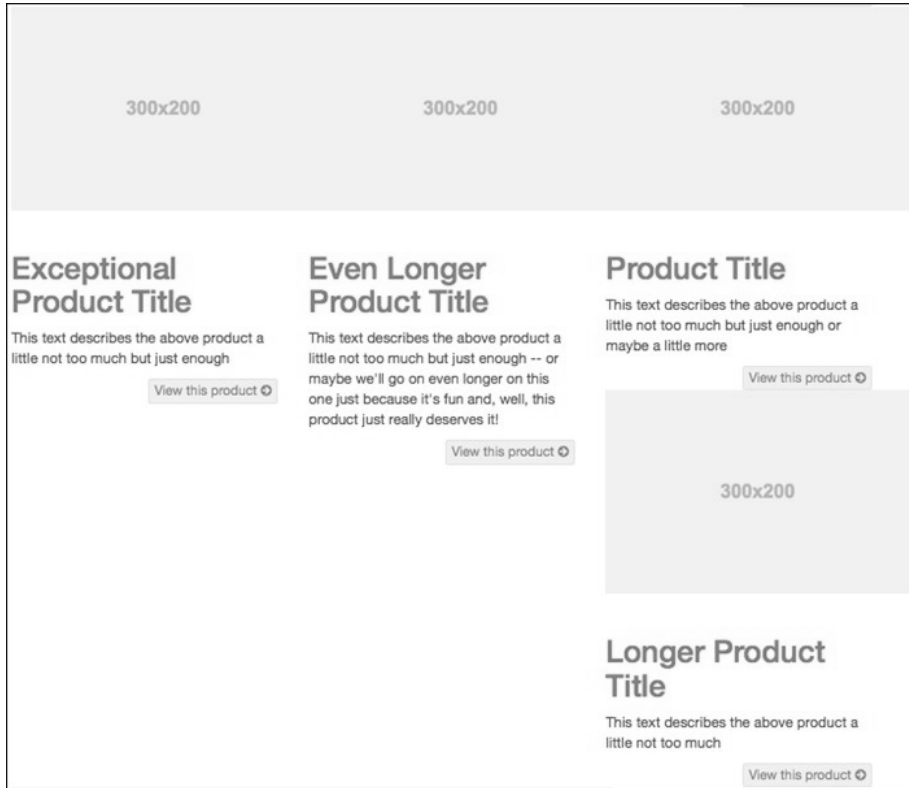 300x200
300x200
300x200
Exceptional
Product Title
This text describes the above product a
little not too much but just enough
View this product
Even Longer
Product Title
This text describes the above product a
little not too much but just enough -- or
maybe we'll go on even longer on this
one just because it's fun and, well, this
product just really deserves it!
View this product
Product Title
This text describes the above product a
little not too much but just enough or
maybe a little more
View this product
300x200
Longer Product
Title
This text describes the above product a
little not too much
View this product